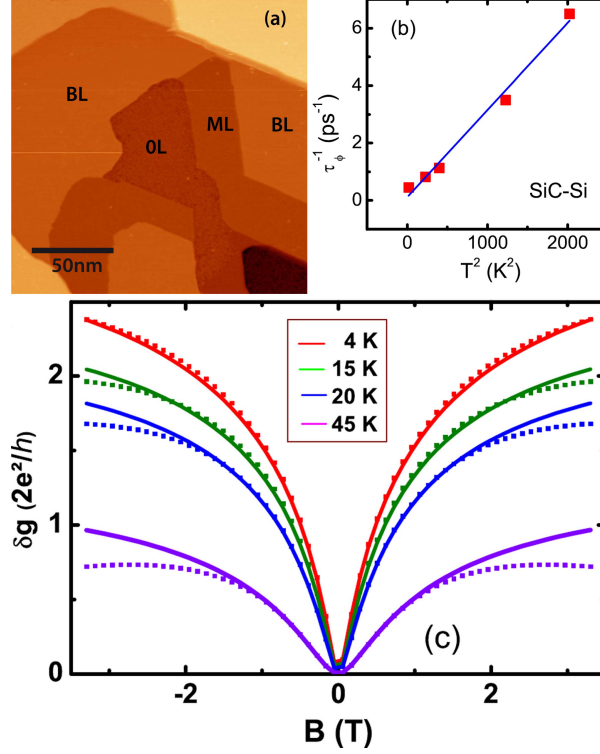 (a)
BL
0L
ML
BL
50nm
(b)
6
4
2
0
τϕ⁻¹ (ps⁻¹)
SiC-Si
0 1000 2000
T² (K²)
4 K
15 K
20 K
45 K
2
1
0
δg (2e²/h)
(c)
-2 0 2
B (T)